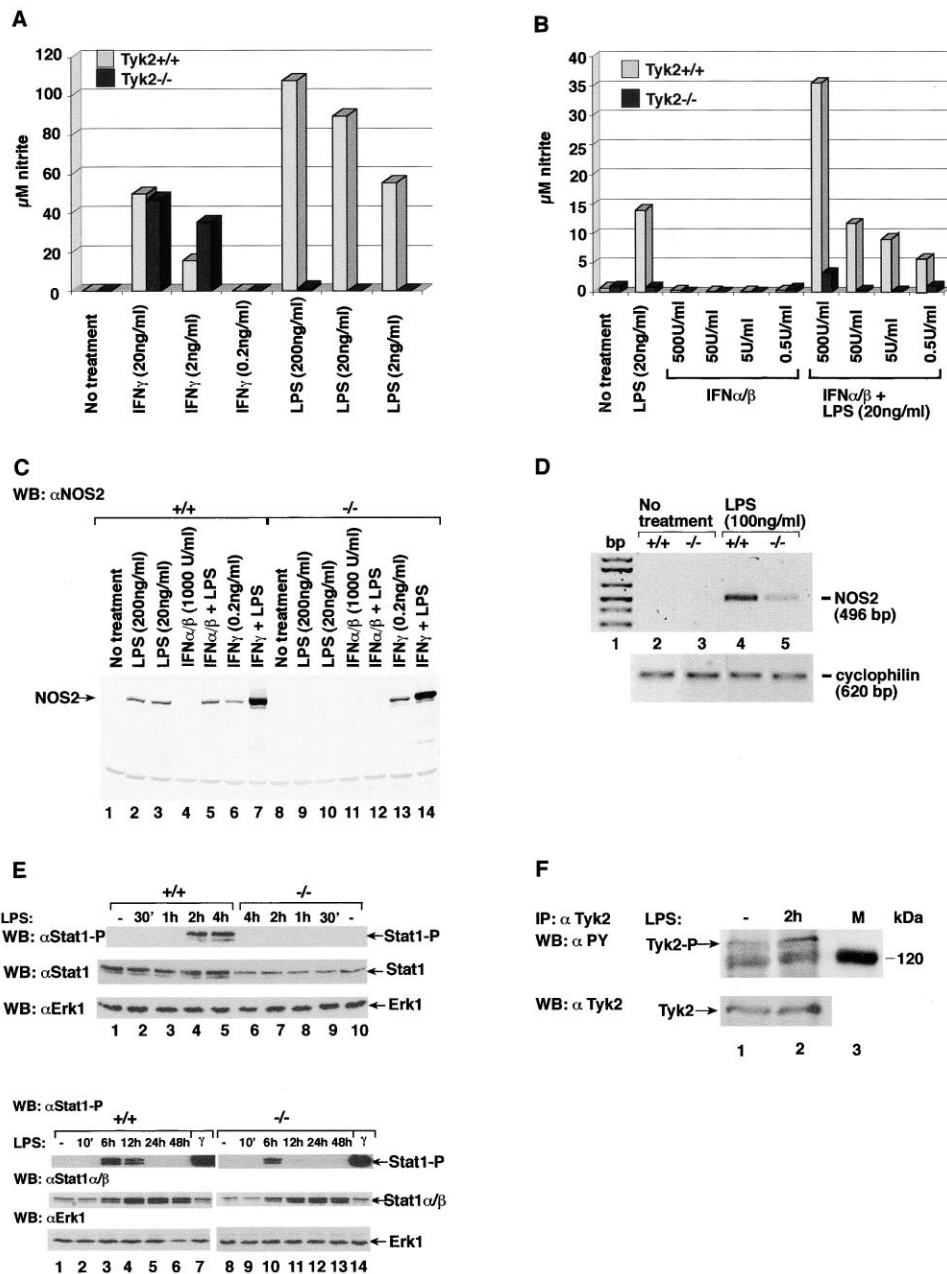 A
120
100
80
60
40
20
0
µM nitrite
Tyk2+/+
Tyk2-/-
No treatment
IFNγ (20ng/ml)
IFNγ (2ng/ml)
IFNγ (0.2ng/ml)
LPS (200ng/ml)
LPS (20ng/ml)
LPS (2ng/ml)
B
40
35
30
25
20
15
10
5
0
µM nitrite
Tyk2+/+
Tyk2-/-
No treatment
LPS (20ng/ml)
500U/ml
50U/ml
5U/ml
0.5U/ml
500U/ml
50U/ml
5U/ml
0.5U/ml
IFNα/β
IFNα/β +
LPS (20ng/ml)
C
WB: αNOS2
+/+ -/-
No treatment
LPS (200ng/ml)
LPS (20ng/ml)
IFNα/β (1000 U/ml)
IFNα/β + LPS
IFNγ (0.2ng/ml)
IFNγ + LPS
No treatment
LPS (200ng/ml)
LPS (20ng/ml)
IFNα/β (1000 U/ml)
IFNα/β + LPS
IFNγ (0.2ng/ml)
IFNγ + LPS
NOS2
1 2 3 4 5 6 7 8 9 10 11 12 13 14
D
No treatment
LPS (100ng/ml)
bp +/+ -/- +/+ -/-
NOS2
(496 bp)
1 2 3 4 5
cyclophilin
(620 bp)
E
+/+ -/-
LPS: - 30' 1h 2h 4h 4h 2h 1h 30' -
WB: αStat1-P Stat1-P
WB: αStat1 Stat1
WB: αErk1 Erk1
1 2 3 4 5 6 7 8 9 10
WB: αStat1-P
+/+ -/-
LPS: - 10' 6h 12h 24h 48h γ - 10' 6h 12h 24h 48h γ
Stat1-P
WB: αStat1α/β
Stat1α/β
WB: αErk1
Erk1
1 2 3 4 5 6 7 8 9 10 11 12 13 14
F
IP: α Tyk2 LPS: - 2h M kDa
WB: α PY Tyk2-P
120
WB: α Tyk2 Tyk2
1 2 3